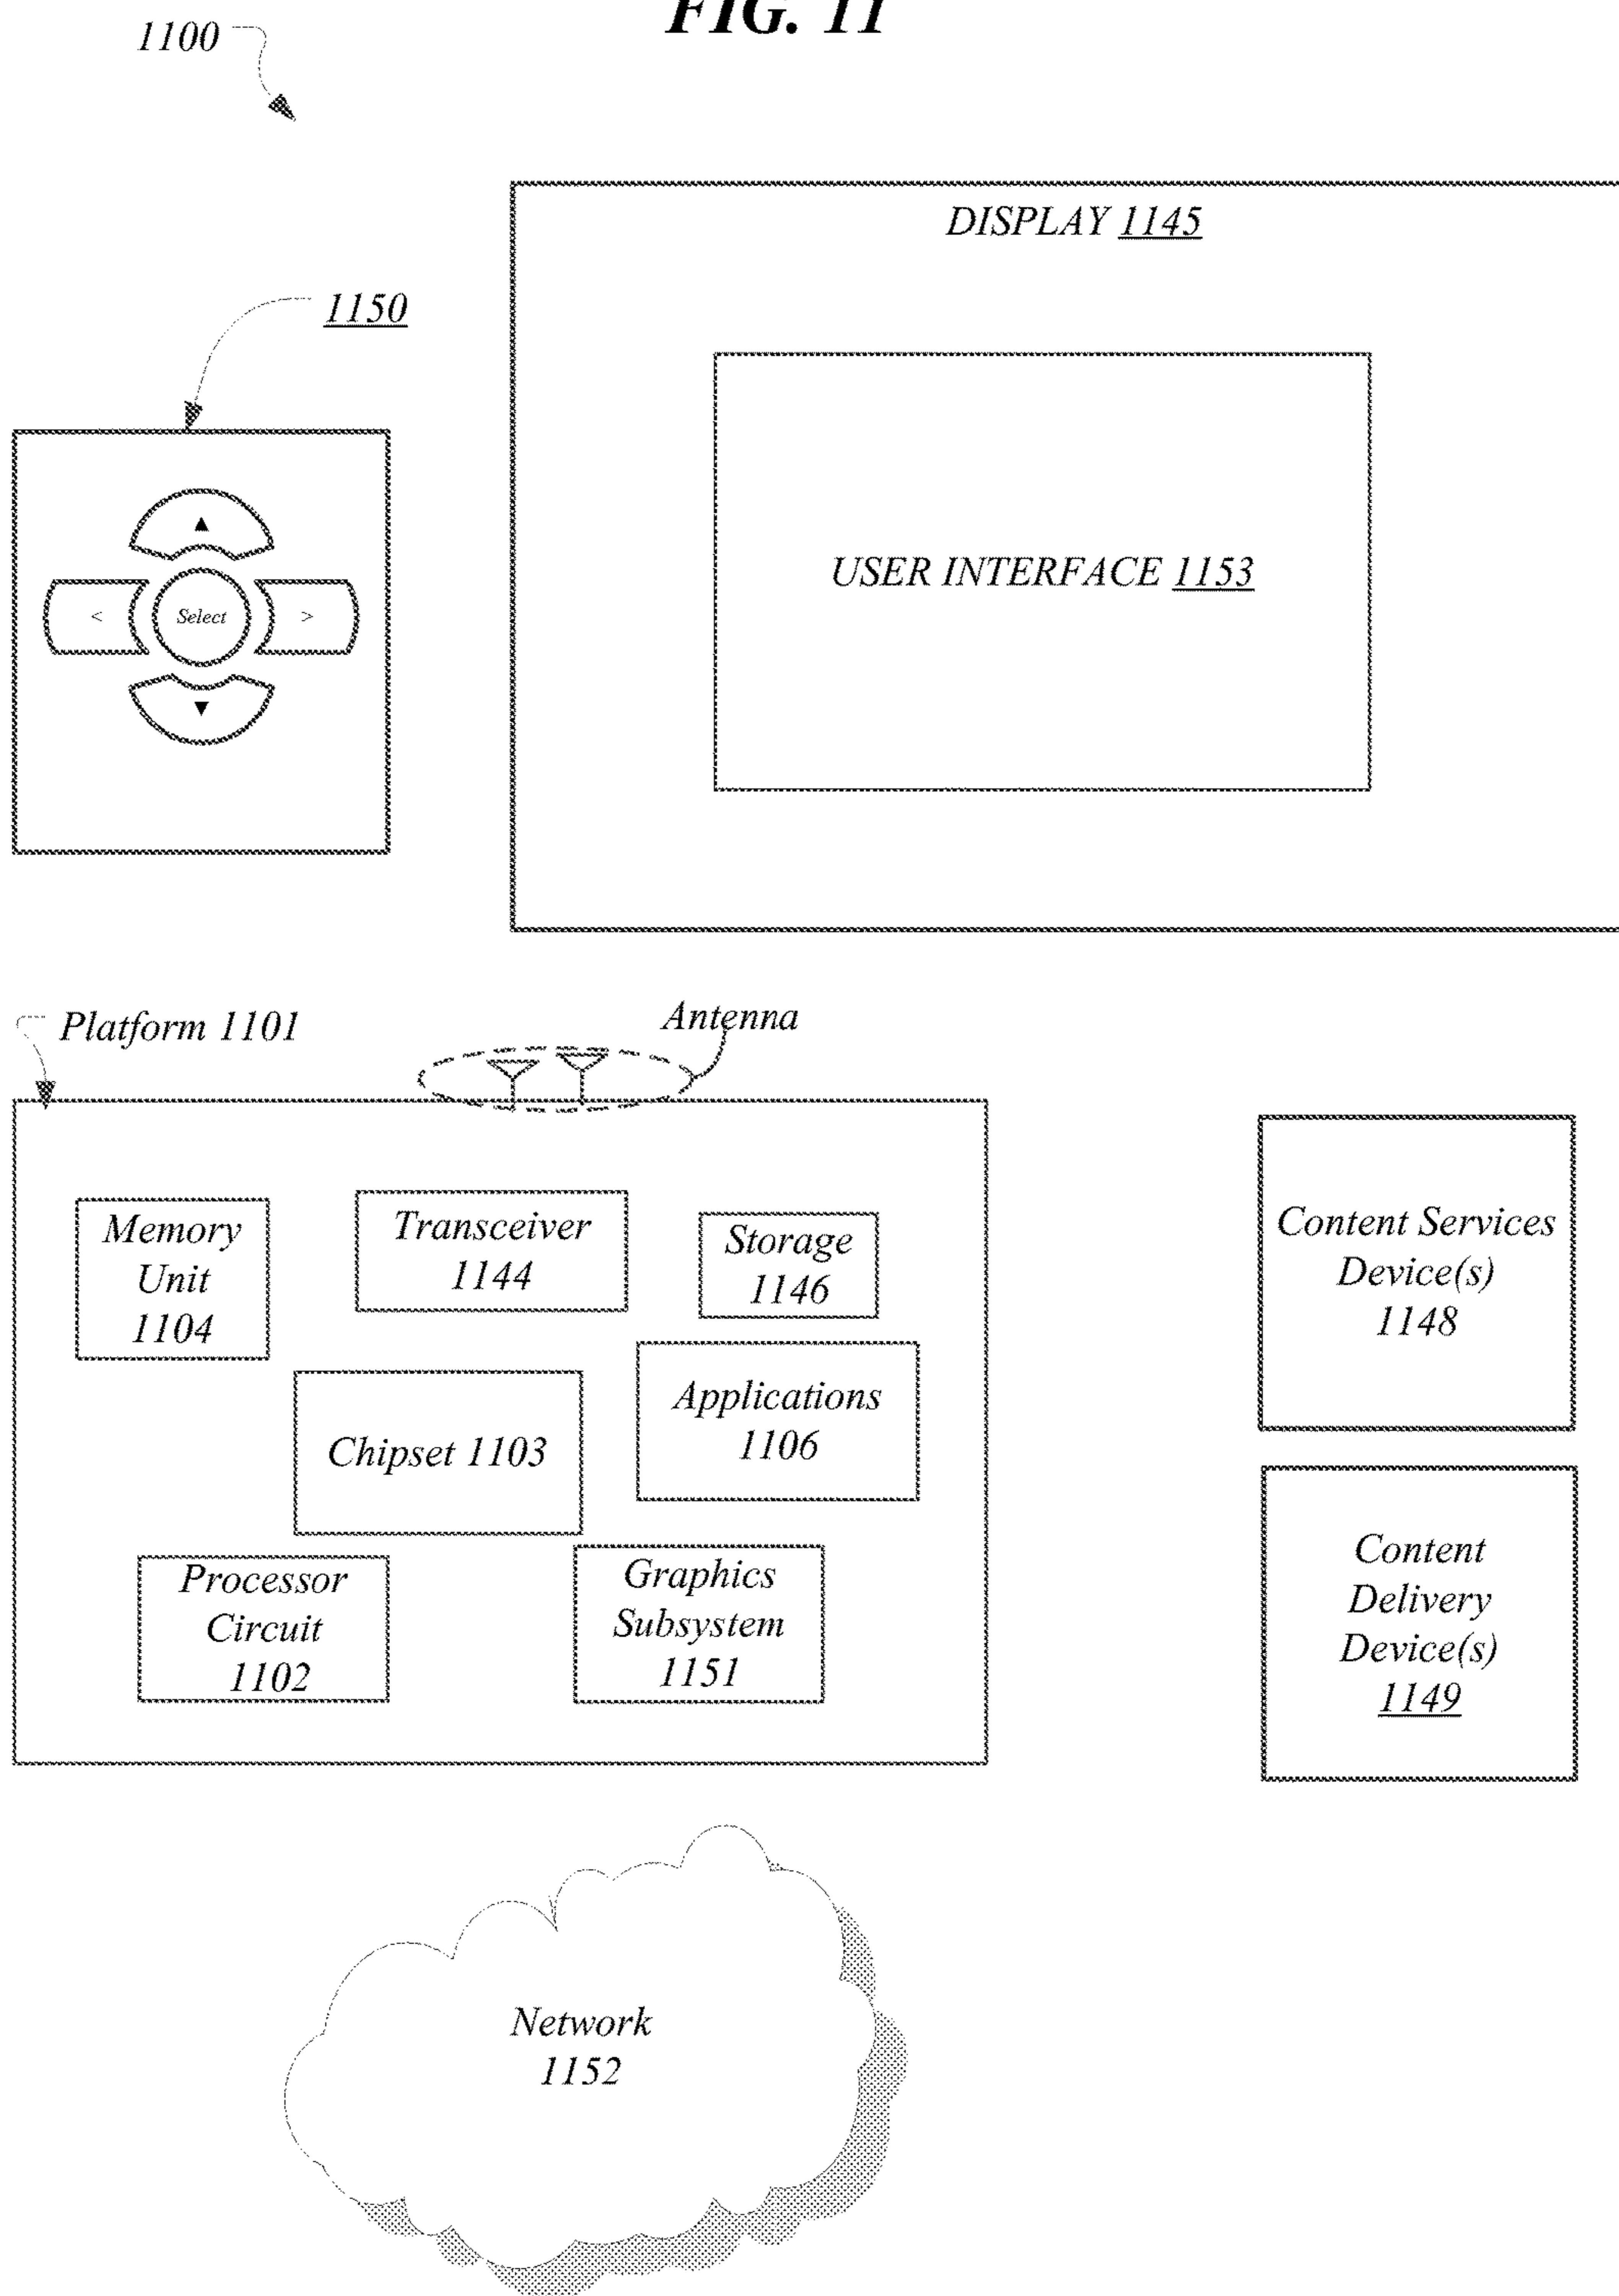 FIG. 11
1100
DISPLAY 1145
1150
USER INTERFACE 1153
▲
< Select >
▼
Platform 1101
Antenna
Memory
Unit
1104
Transceiver
1144
Storage
1146
Chipset 1103
Applications
1106
Processor
Circuit
1102
Graphics
Subsystem
1151
Content Services
Device(s)
1148
Content
Delivery
Device(s)
1149
Network
1152